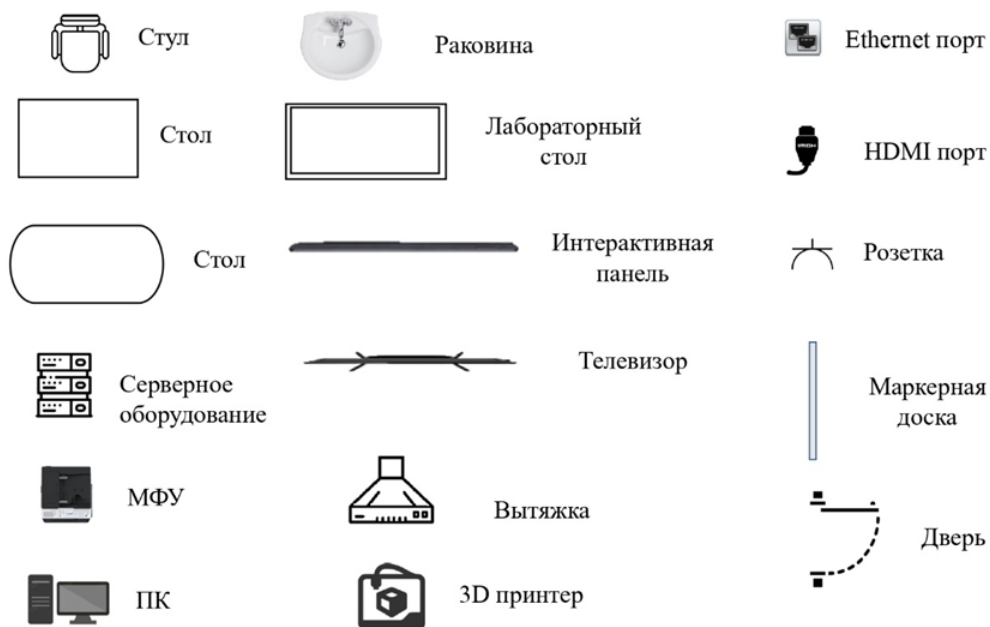 Стул
Раковина
Ethernet порт
Стол
Лабораторный
стол
HDMI порт
Стол
Интерактивная
панель
Розетка
Серверное
оборудование
Телевизор
Маркерная
доска
МФУ
Вытяжка
Дверь
ПК
3D принтер